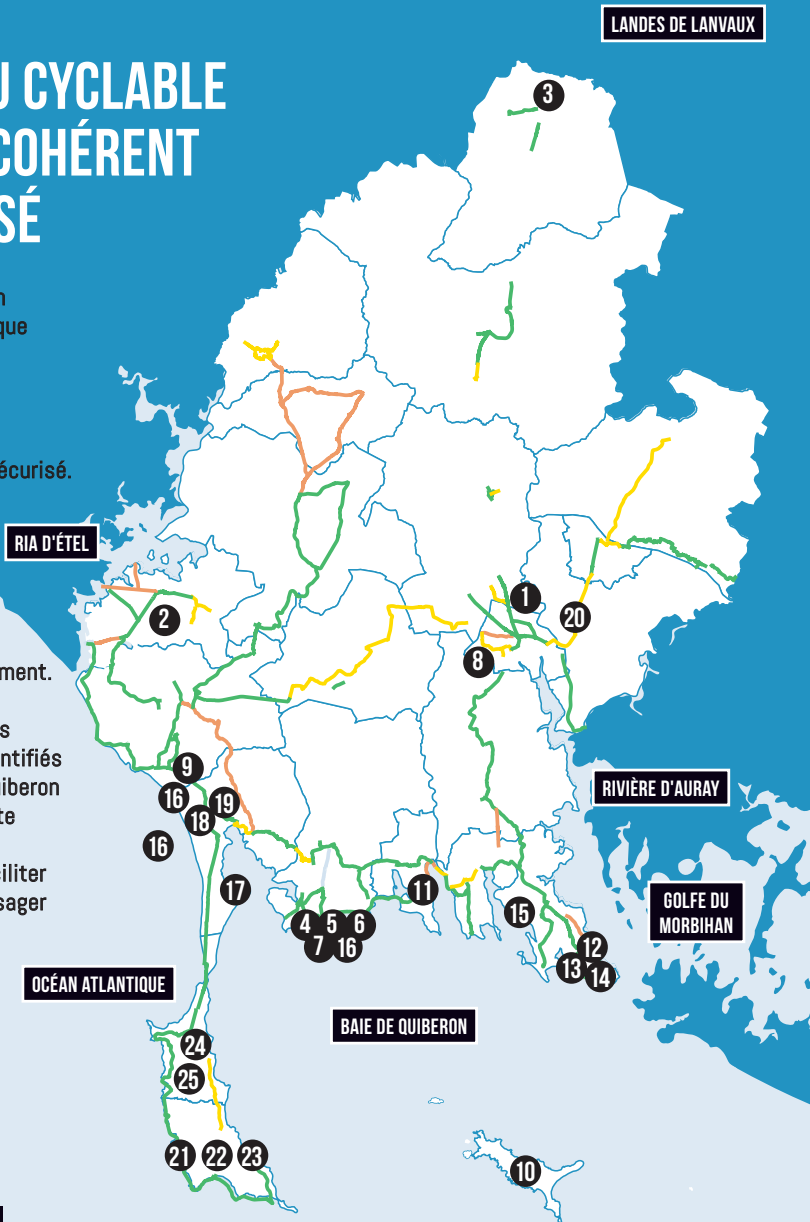 LANDES DE LANVAUX
CYCLABLE
COHÉRENT
SÉ
n
que
écurisé.
RIA D'ÉTEL
ment.
s
ntifiés
uiberon
te
ciliter
sager
3
1
2
20
8
9
16
19
18
16
17
RIVIÈRE D'AURAY
GOLFE DU
MORBIHAN
11
4 5 6
7 16
15
12
13 14
OCÉAN ATLANTIQUE
BAIE DE QUIBERON
24
25
21 22 23
10